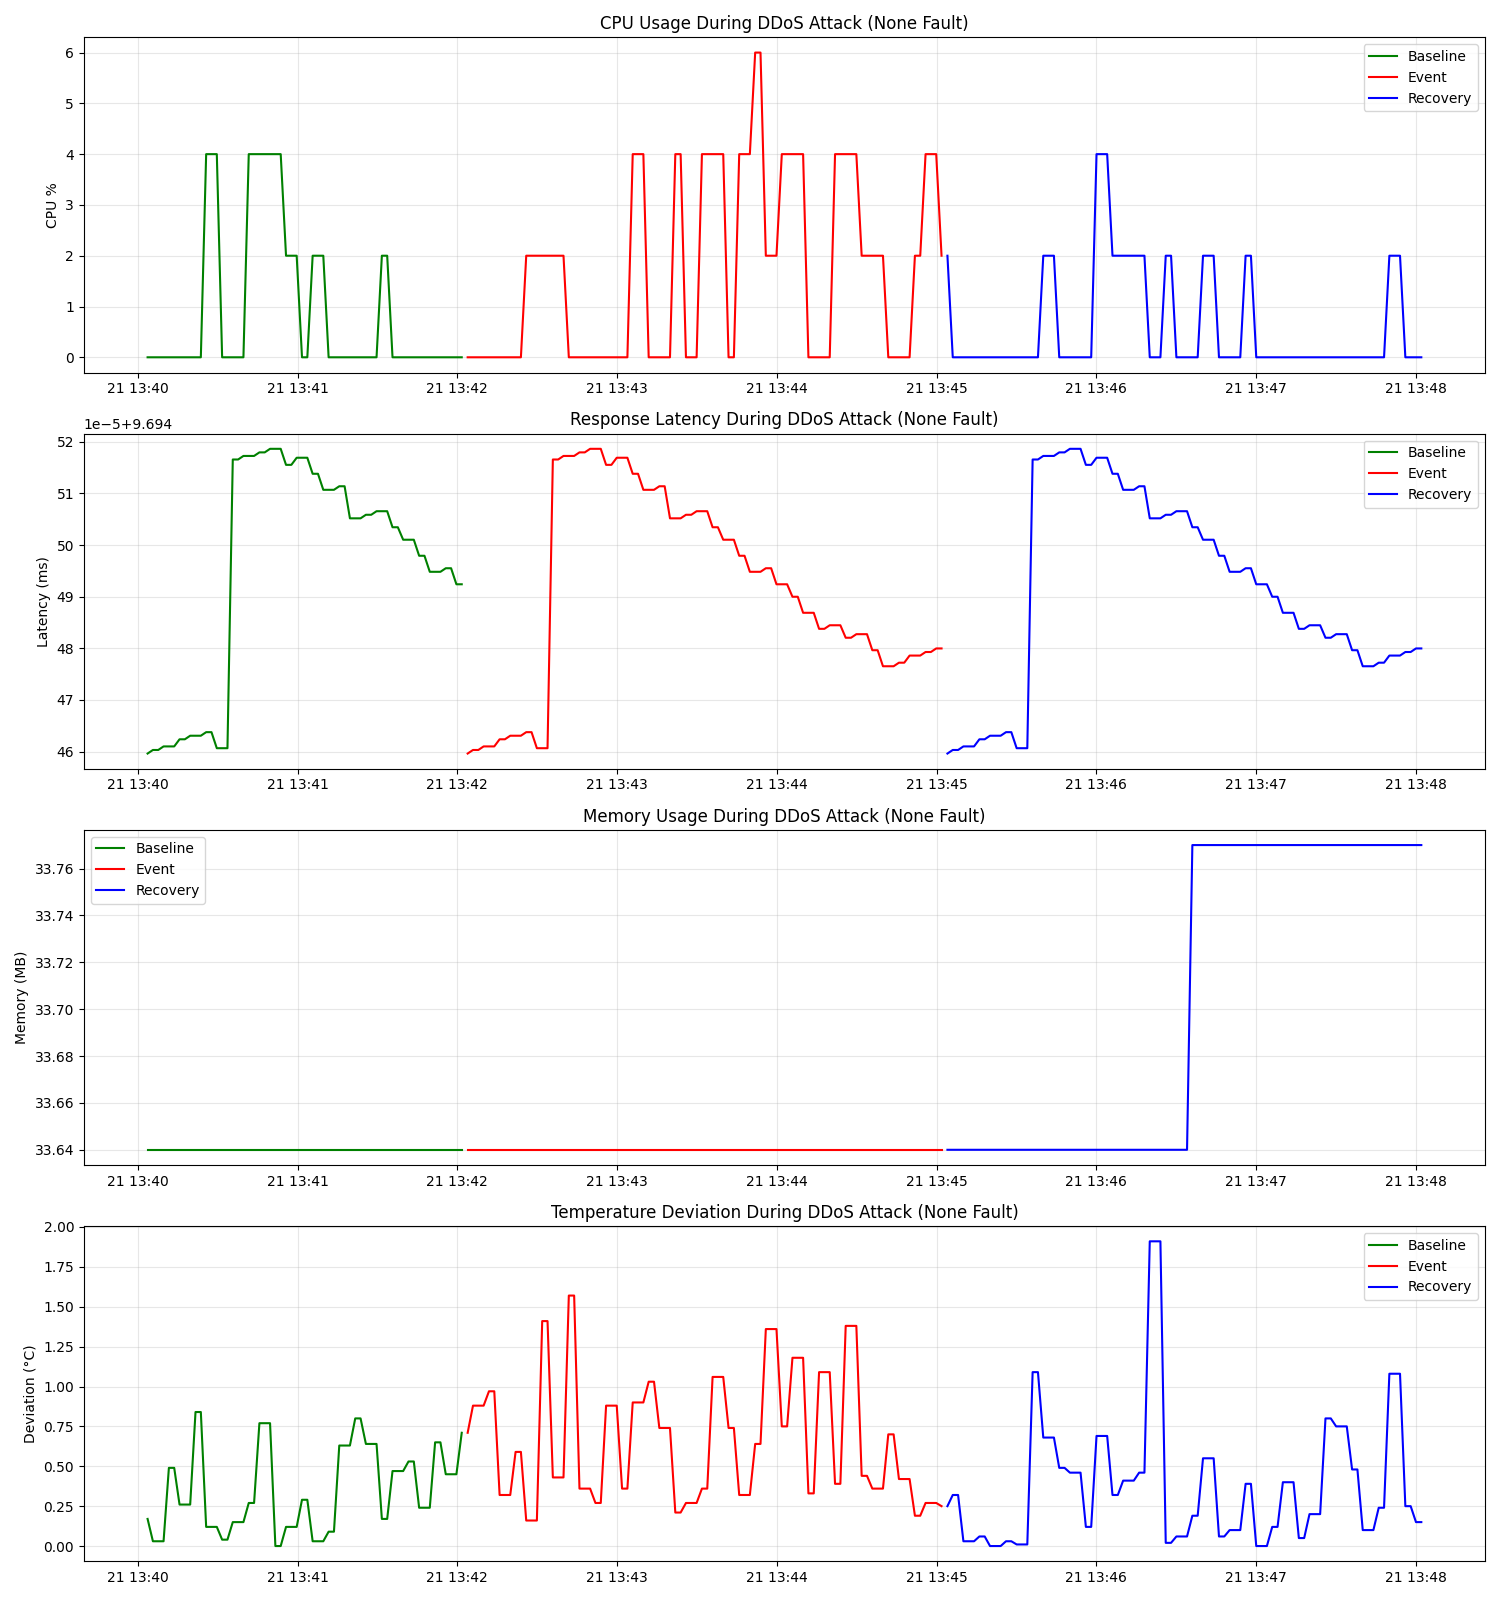 CPU Usage During DDoS Attack (None Fault)
CPU %
6
5
4
3
2
1
0
Baseline
Event
Recovery
21 13:40 21 13:41 21 13:42 21 13:43 21 13:44 21 13:45 21 13:46 21 13:47 21 13:48
Response Latency During DDoS Attack (None Fault)
1e−5+9.694
Latency (ms)
52
51
50
49
48
47
46
Baseline
Event
Recovery
21 13:40 21 13:41 21 13:42 21 13:43 21 13:44 21 13:45 21 13:46 21 13:47 21 13:48
Memory Usage During DDoS Attack (None Fault)
Memory (MB)
33.76
33.74
33.72
33.70
33.68
33.66
33.64
Baseline
Event
Recovery
21 13:40 21 13:41 21 13:42 21 13:43 21 13:44 21 13:45 21 13:46 21 13:47 21 13:48
Temperature Deviation During DDoS Attack (None Fault)
Deviation (°C)
2.00
1.75
1.50
1.25
1.00
0.75
0.50
0.25
0.00
Baseline
Event
Recovery
21 13:40 21 13:41 21 13:42 21 13:43 21 13:44 21 13:45 21 13:46 21 13:47 21 13:48